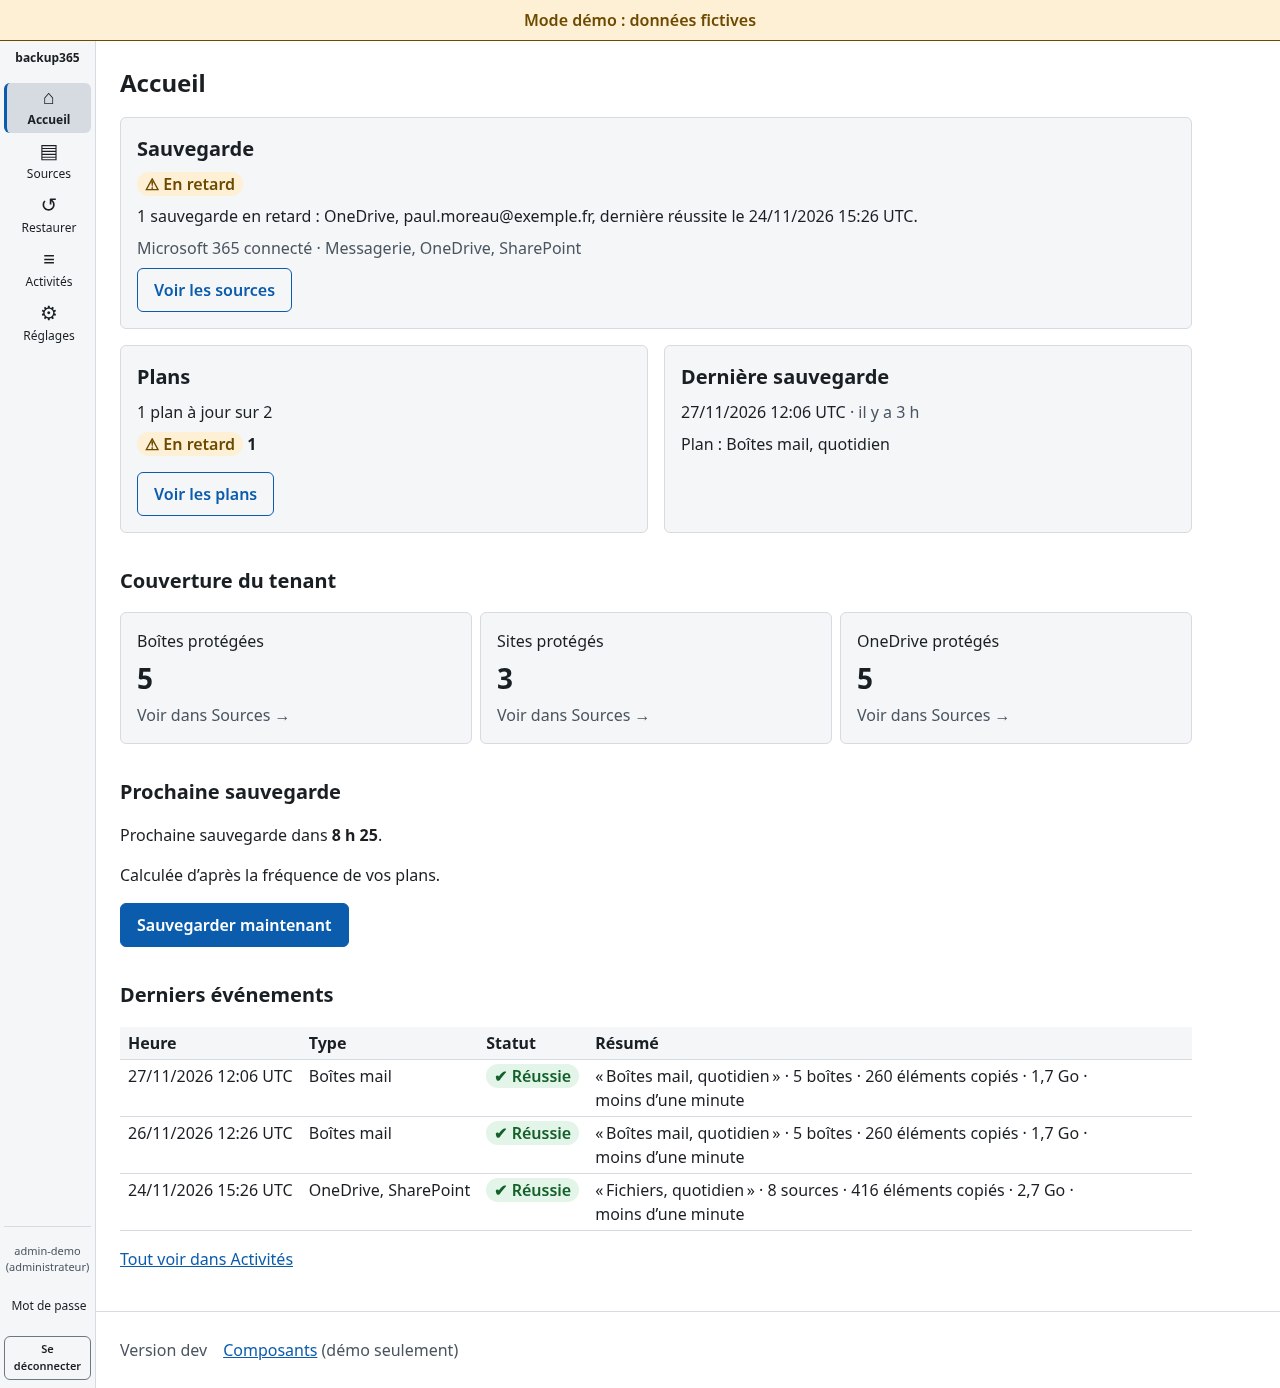 Mode démo : données fictives
backup365
Accueil
Sources
Restaurer
Activités
Réglages
admin-demo
(administrateur)
Mot de passe
Se
déconnecter
Accueil
Sauvegarde
⚠ En retard
1 sauvegarde en retard : OneDrive, paul.moreau@exemple.fr, dernière réussite le 24/11/2026 15:26 UTC.
Microsoft 365 connecté · Messagerie, OneDrive, SharePoint
Voir les sources
Plans
1 plan à jour sur 2
⚠ En retard 1
Voir les plans
Dernière sauvegarde
27/11/2026 12:06 UTC · il y a 3 h
Plan : Boîtes mail, quotidien
Couverture du tenant
Boîtes protégées
5
Voir dans Sources →
Sites protégés
3
Voir dans Sources →
OneDrive protégés
5
Voir dans Sources →
Prochaine sauvegarde
Prochaine sauvegarde dans 8 h 25.
Calculée d’après la fréquence de vos plans.
Sauvegarder maintenant
Derniers événements
Heure Type Statut Résumé
27/11/2026 12:06 UTC Boîtes mail ✔ Réussie « Boîtes mail, quotidien » · 5 boîtes · 260 éléments copiés · 1,7 Go ·
moins d’une minute
26/11/2026 12:26 UTC Boîtes mail ✔ Réussie « Boîtes mail, quotidien » · 5 boîtes · 260 éléments copiés · 1,7 Go ·
moins d’une minute
24/11/2026 15:26 UTC OneDrive, SharePoint ✔ Réussie « Fichiers, quotidien » · 8 sources · 416 éléments copiés · 2,7 Go ·
moins d’une minute
Tout voir dans Activités
Version dev Composants (démo seulement)